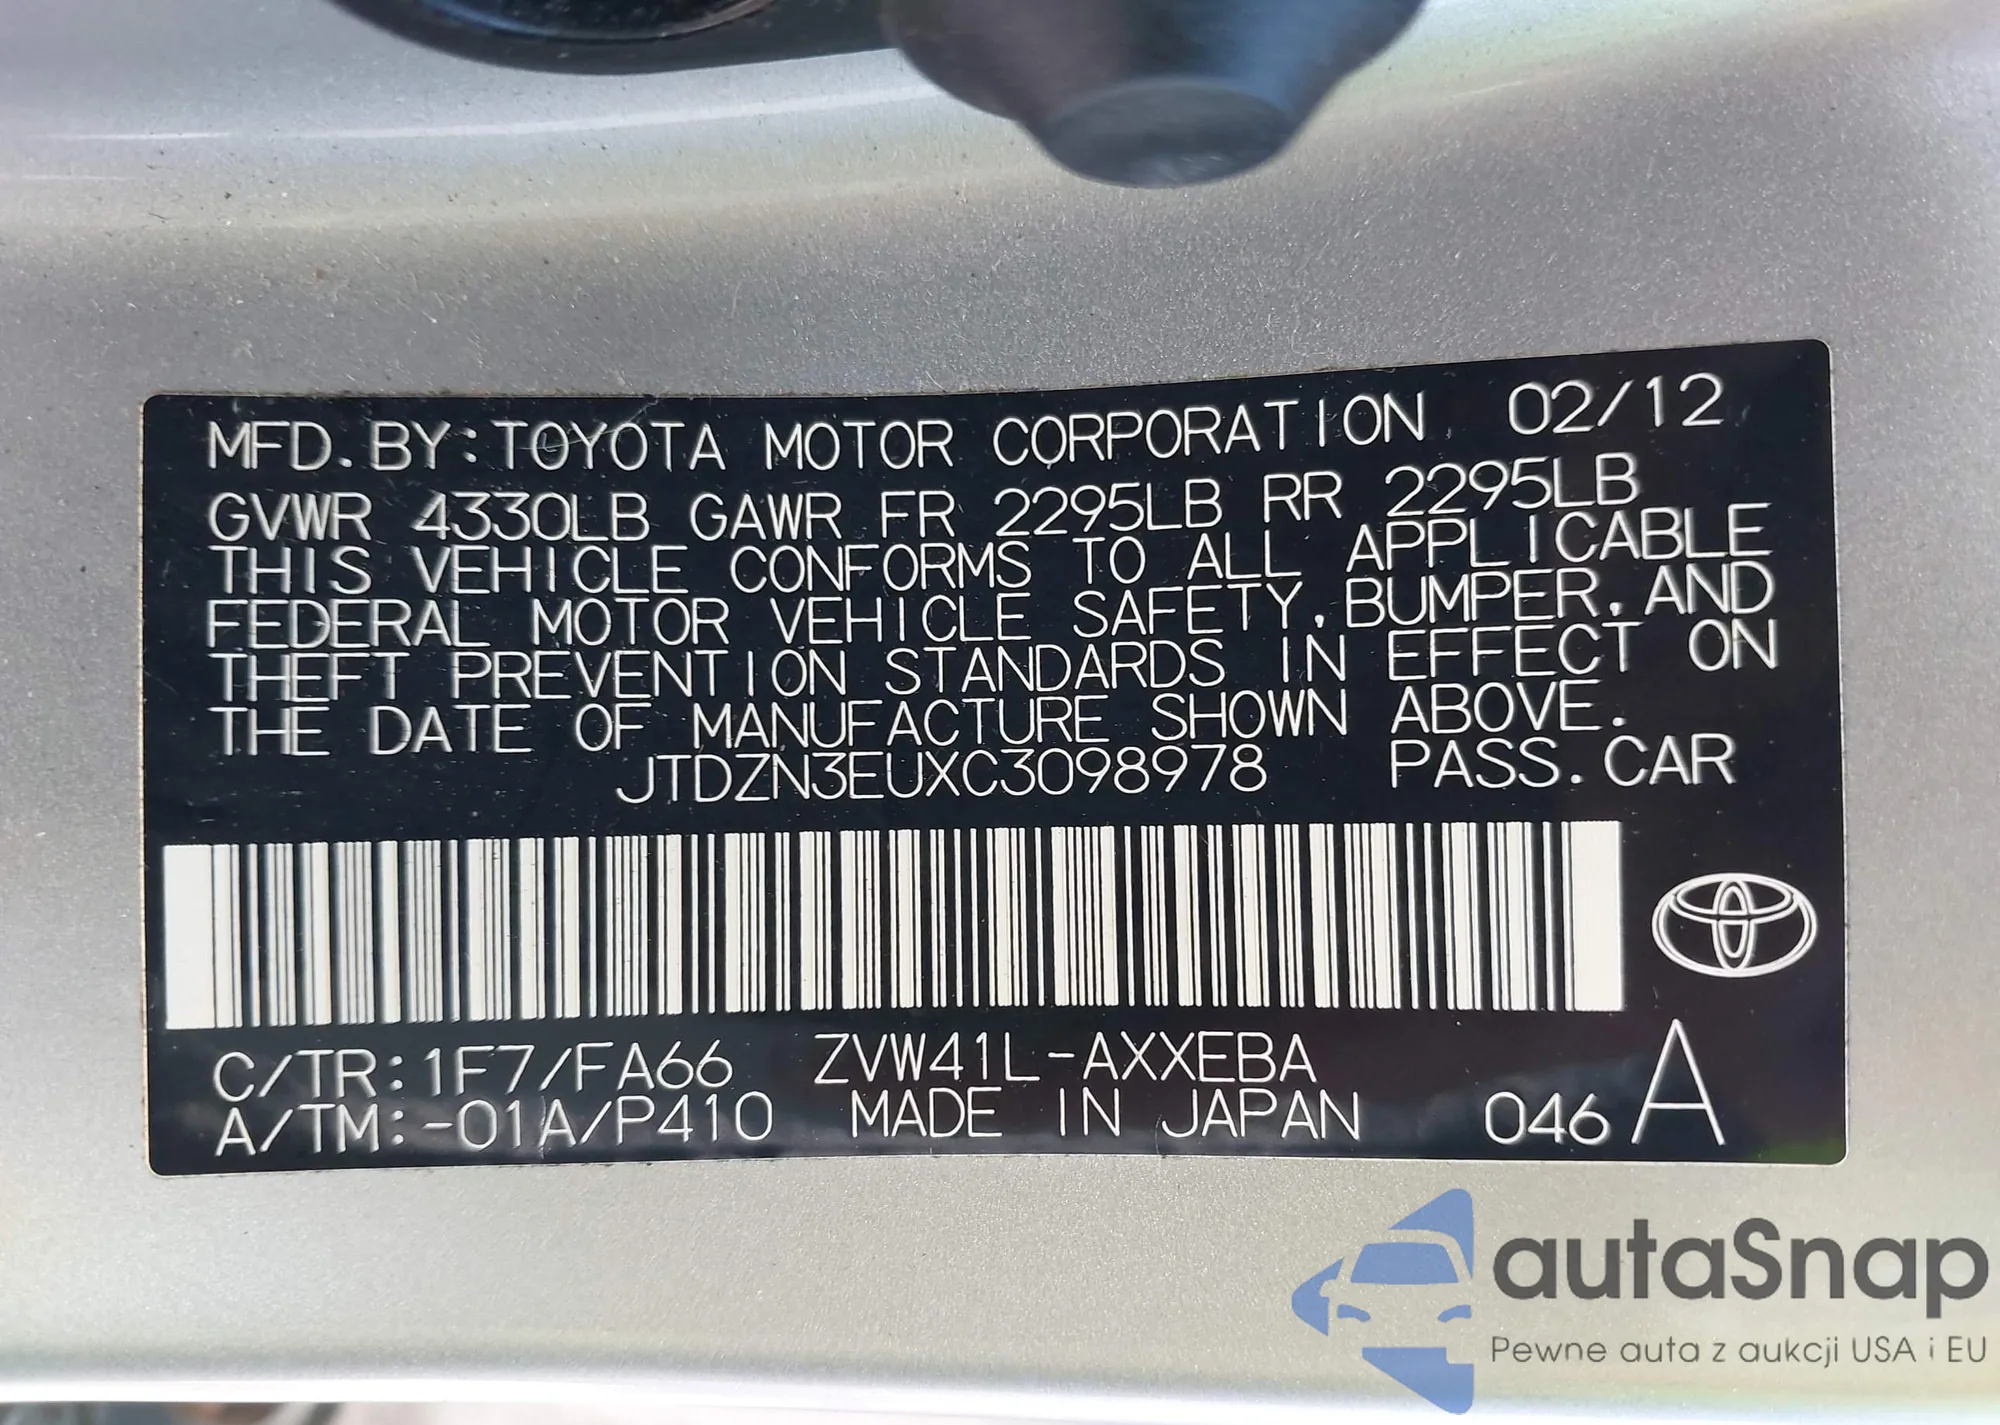 MFD.BY:TOYOTA MOTOR CORPORATION 02/12
GVWR 4330LB GAWR FR 2295LB RR 2295LB
THIS VEHICLE CONFORMS TO ALL APPLICABLE
FEDERAL MOTOR VEHICLE SAFETY,BUMPER,AND
THEFT PREVENTION STANDARDS IN EFFECT ON
THE DATE OF MANUFACTURE SHOWN ABOVE.
JTDZN3EUXC3098978 PASS.CAR
C/TR:1F7/FA66 ZVW41L-AXXEBA
A/TM:-01A/P410 MADE IN JAPAN 046 A
autaSnap
Pewne auta z aukcji USA i EU